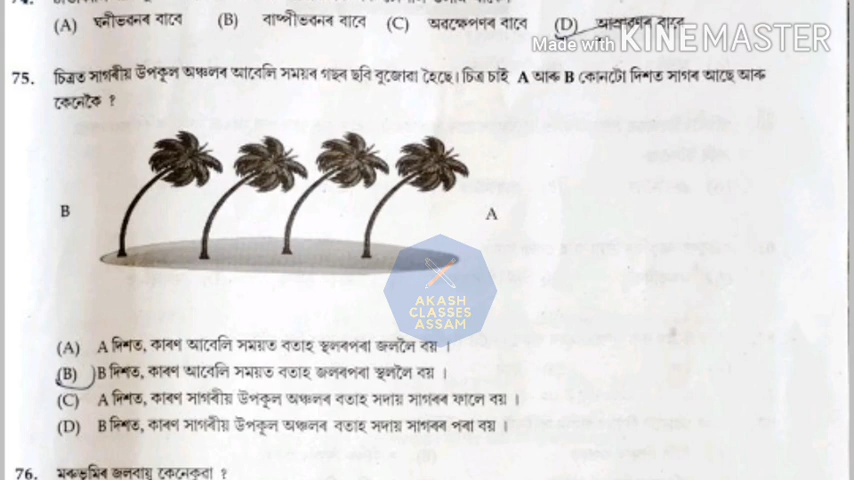 (A) ঘনীভৱনৰ বাবে (B) বাষ্পীভৱনৰ বাবে (C) অৱক্ষেপণৰ বাবে (D) আস্ৰাৱণৰ বাবে
Made with KINEMASTER
75. চিত্ৰত সাগৰীয় উপকূল অঞ্চলৰ আবেলি সময়ৰ গছৰ ছবি বুজোৱা হৈছে। চিত্ৰ চাই A আৰু B কোনটো দিশত সাগৰ আছে আৰু
কেনেকৈ ?
B
A
AKASH
CLASSES
ASSAM
(A) A দিশত, কাৰণ আবেলি সময়ত বতাহ স্থলৰপৰা জললৈ বয় ।
(B) B দিশত, কাৰণ আবেলি সময়ত বতাহ জলৰপৰা স্থললৈ বয় ।
(C) A দিশত, কাৰণ সাগৰীয় উপকূল অঞ্চলৰ বতাহ সদায় সাগৰৰ ফালে বয় ।
(D) B দিশত, কাৰণ সাগৰীয় উপকূল অঞ্চলৰ বতাহ সদায় সাগৰৰ পৰা বয় ।
76. মৰুভূমিৰ জলবায়ু কেনেকুৱা ?